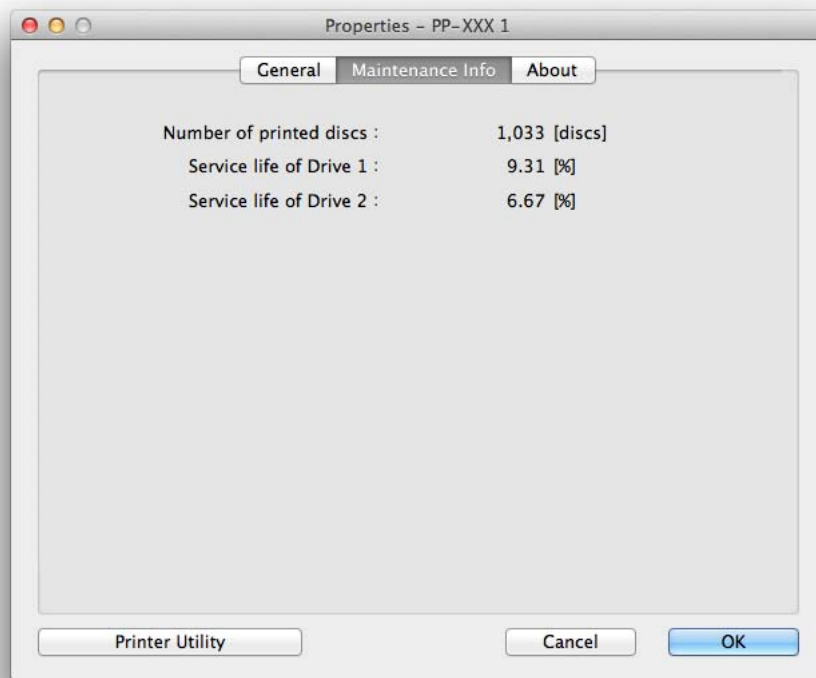 Properties – PP-XXX 1
General Maintenance Info About
Number of printed discs : 1,033 [discs]
Service life of Drive 1 : 9.31 [%]
Service life of Drive 2 : 6.67 [%]
Printer Utility Cancel OK